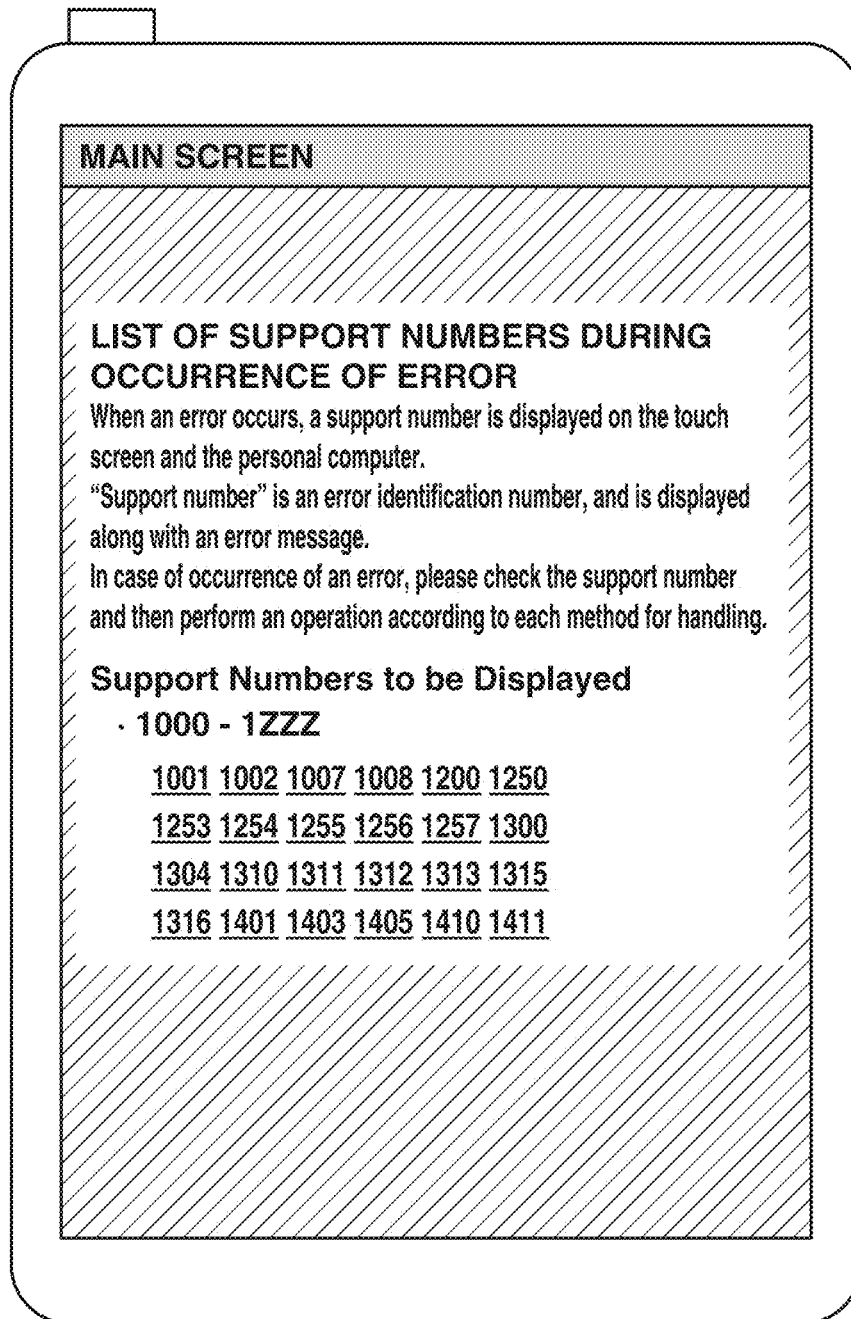 MAIN SCREEN
LIST OF SUPPORT NUMBERS DURING
OCCURRENCE OF ERROR
When an error occurs, a support number is displayed on the touch
screen and the personal computer.
“Support number” is an error identification number, and is displayed
along with an error message.
In case of occurrence of an error, please check the support number
and then perform an operation according to each method for handling.
Support Numbers to be Displayed
· 1000 - 1ZZZ
1001 1002 1007 1008 1200 1250
1253 1254 1255 1256 1257 1300
1304 1310 1311 1312 1313 1315
1316 1401 1403 1405 1410 1411